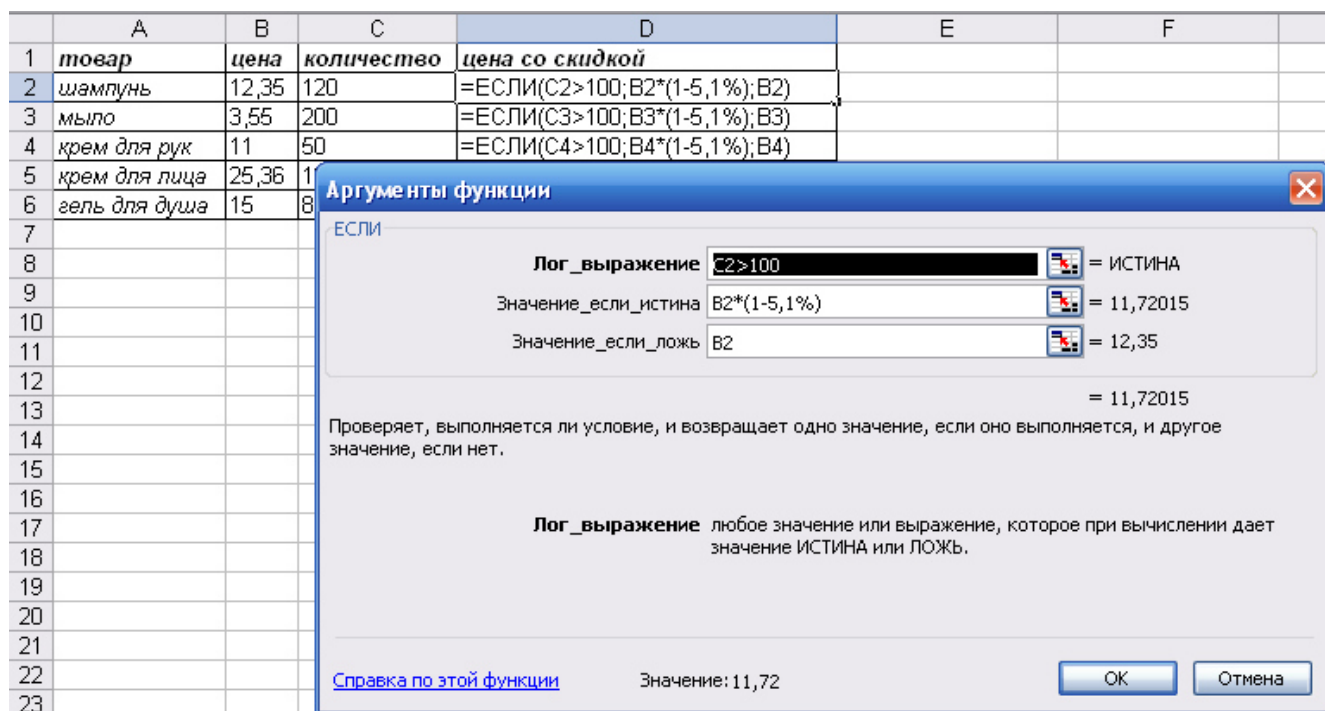 A B C D E F
1 товар цена количество цена со скидкой
2 шампунь 12,35 120 =ЕСЛИ(C2>100;B2*(1-5,1%);B2)
3 мыло 3,55 200 =ЕСЛИ(C3>100;B3*(1-5,1%);B3)
4 крем для рук 11 50 =ЕСЛИ(C4>100;B4*(1-5,1%);B4)
5 крем для лица 25,36 1
6 гель для душа 15 8
7
8
9
10
11
12
13
14
15
16
17
18
19
20
21
22
23
Аргументы функции
ЕСЛИ
Лог_выражение C2>100 = ИСТИНА
Значение_если_истина B2*(1-5,1%) = 11,72015
Значение_если_ложь B2 = 12,35
= 11,72015
Проверяет, выполняется ли условие, и возвращает одно значение, если оно выполняется, и другое
значение, если нет.
Лог_выражение любое значение или выражение, которое при вычислении дает
значение ИСТИНА или ЛОЖЬ.
Справка по этой функции Значение: 11,72 ОК Отмена